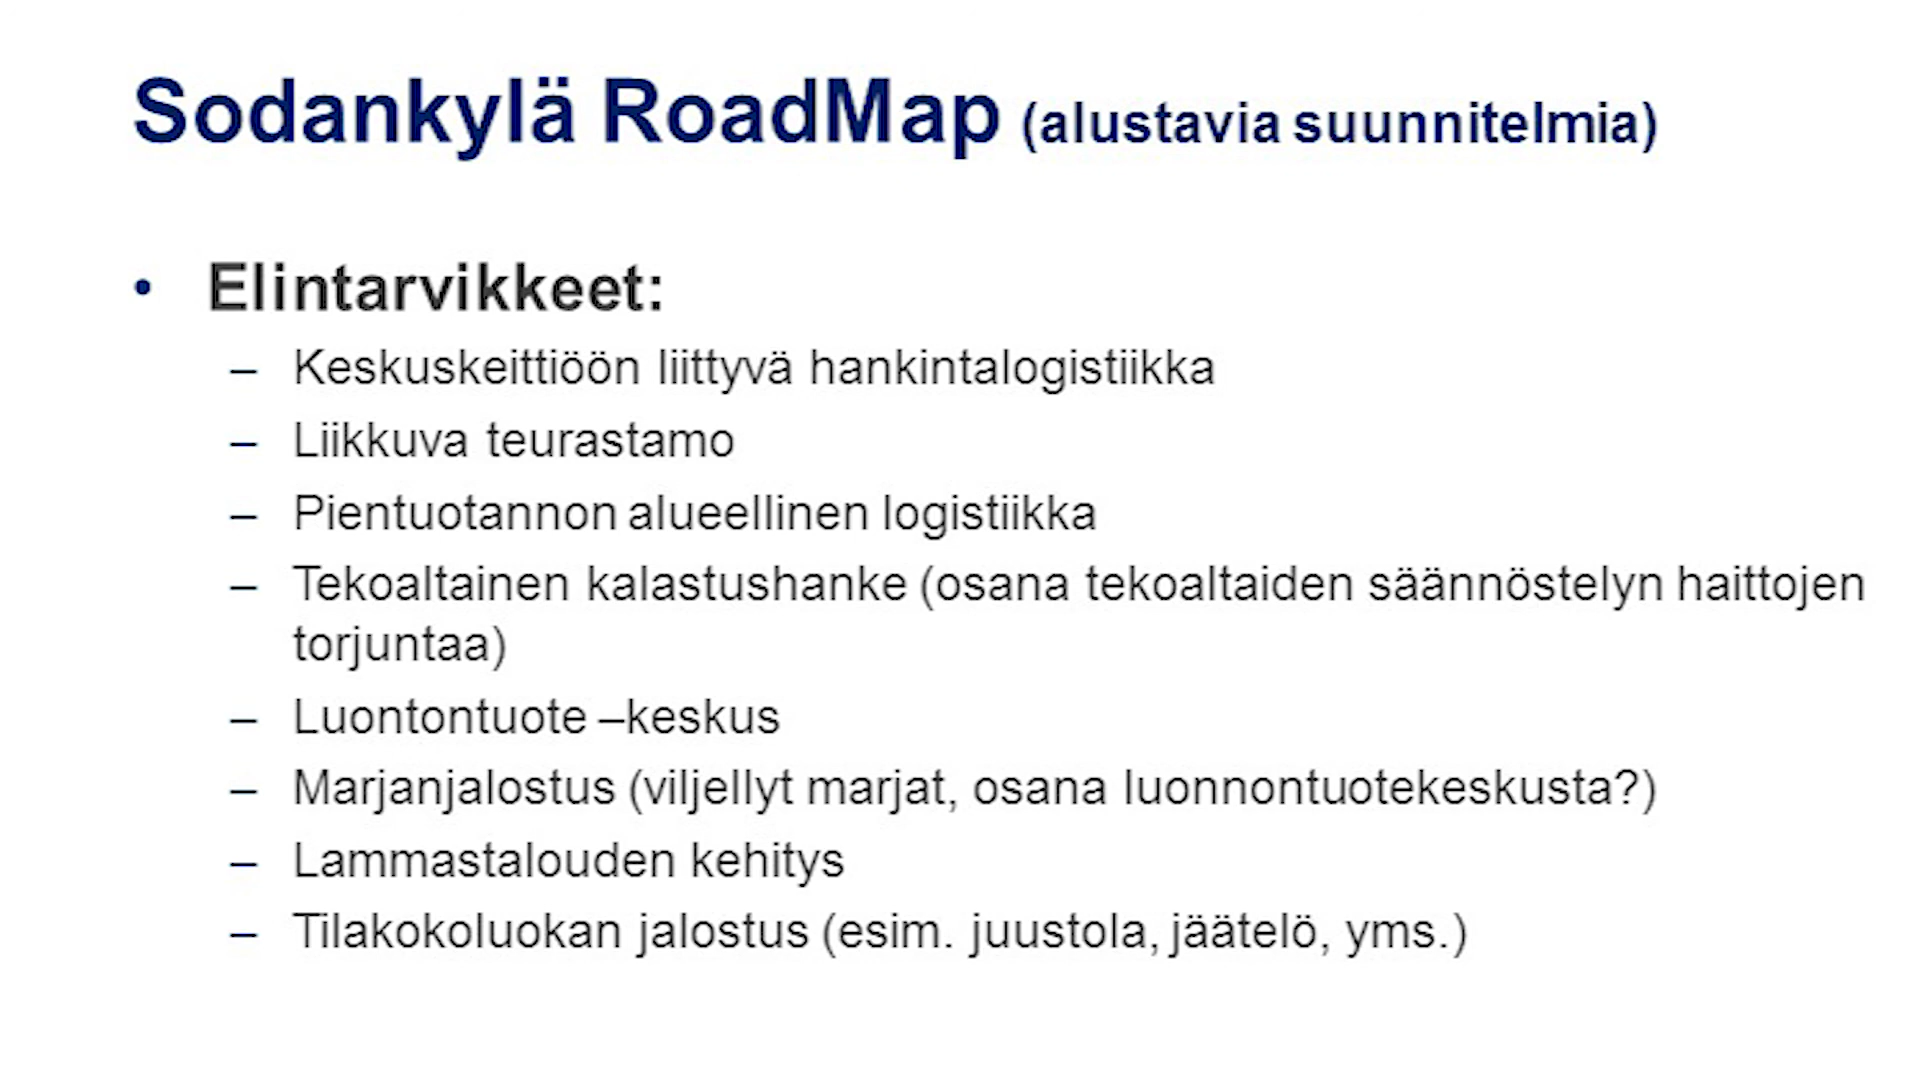 Sodankylä RoadMap (alustavia suunnitelmia)
• Elintarvikkeet:
– Keskuskeittiöön liittyvä hankintalogistiikka
– Liikkuva teurastamo
– Pientuotannon alueellinen logistiikka
– Tekoaltainen kalastushanke (osana tekoaltaiden säännöstelyn haittojen
torjuntaa)
– Luontontuote –keskus
– Marjanjalostus (viljellyt marjat, osana luonnontuotekeskusta?)
– Lammastalouden kehitys
– Tilakokoluokan jalostus (esim. juustola, jäätelö, yms.)